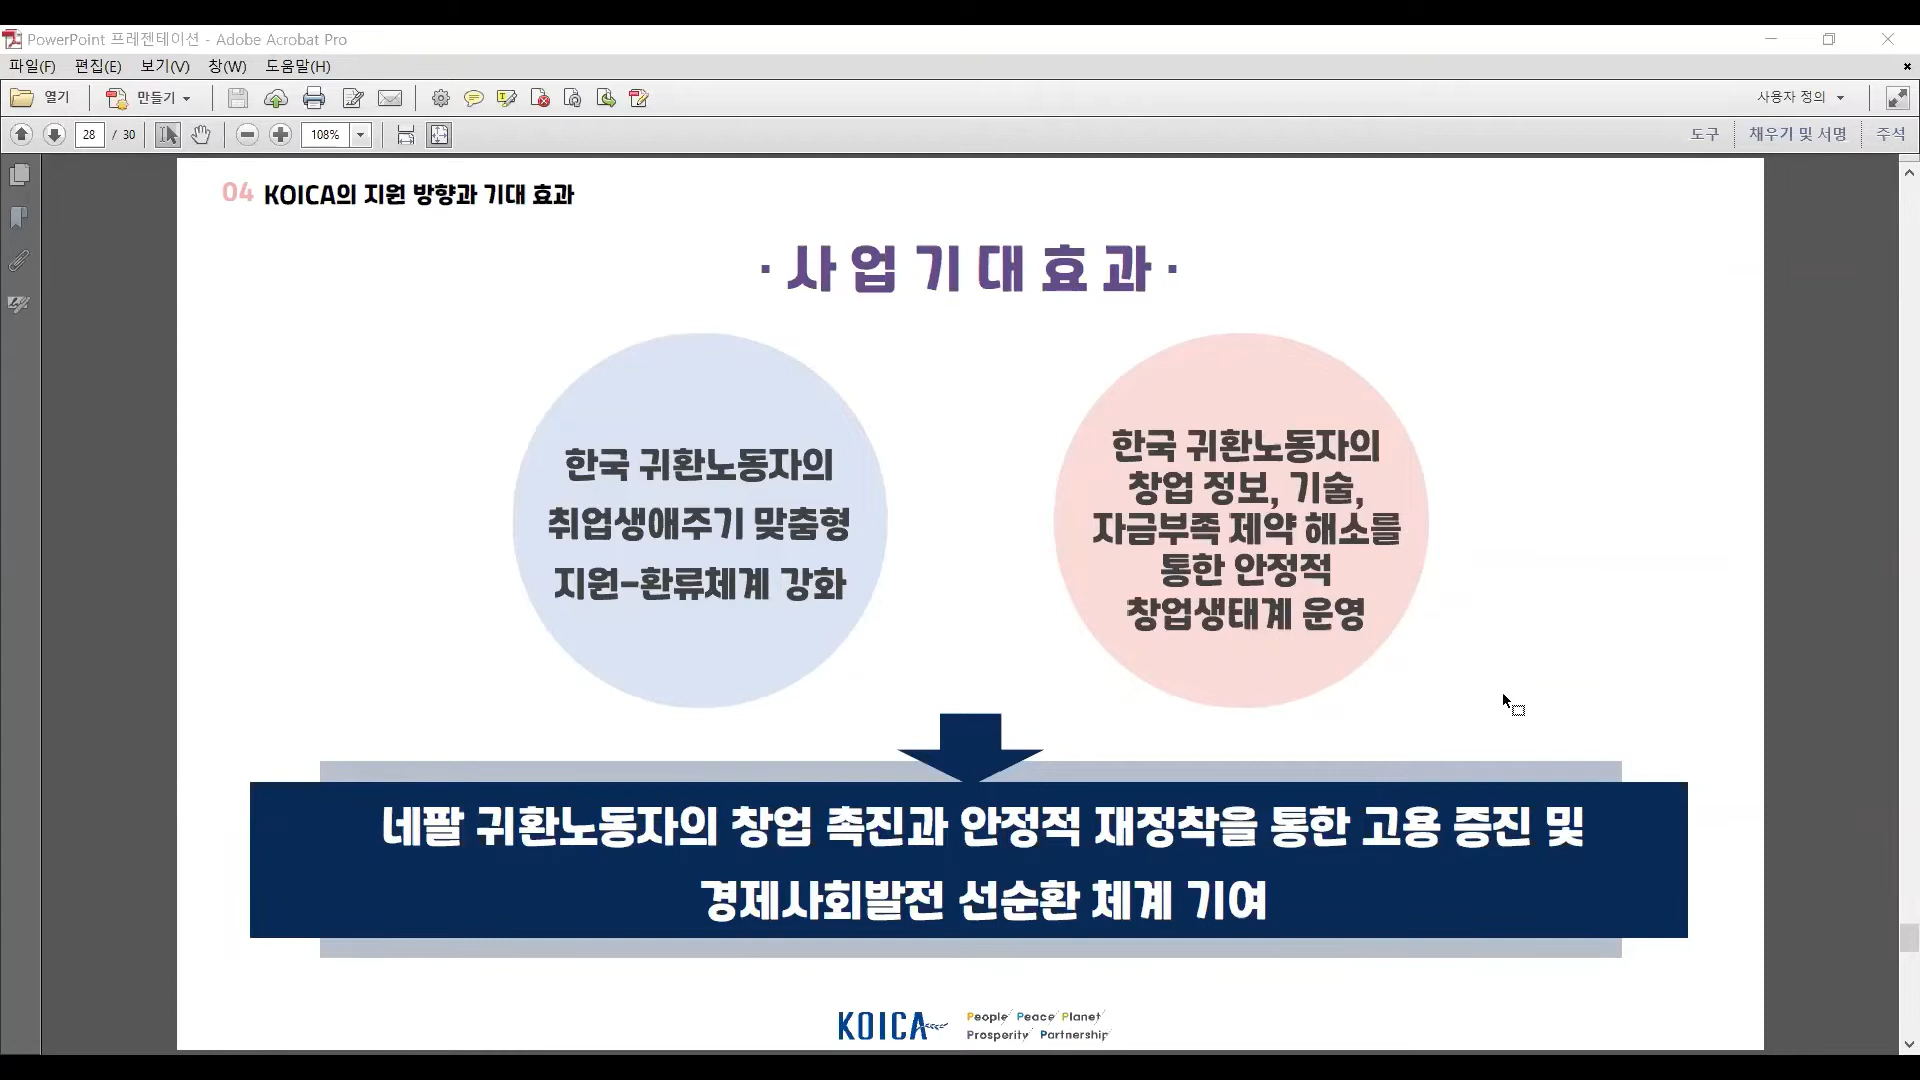 PowerPoint 프레젠테이션 - Adobe Acrobat Pro
파일(F) 편집(E) 보기(V) 창(W) 도움말(H)
열기 만들기 사용자 정의
28 / 30 108% 도구 채우기 및 서명 주석
04 KOICA의 지원 방향과 기대 효과
· 사업기대효과 ·
한국 귀환노동자의
취업생애주기 맞춤형
지원-환류체계 강화
한국 귀환노동자의
창업 정보, 기술,
자금부족 제약 해소를
통한 안정적
창업생태계 운영
네팔 귀환노동자의 창업 촉진과 안정적 재정착을 통한 고용 증진 및
경제사회발전 선순환 체계 기여
KOICA
People Peace Planet
Prosperity Partnership